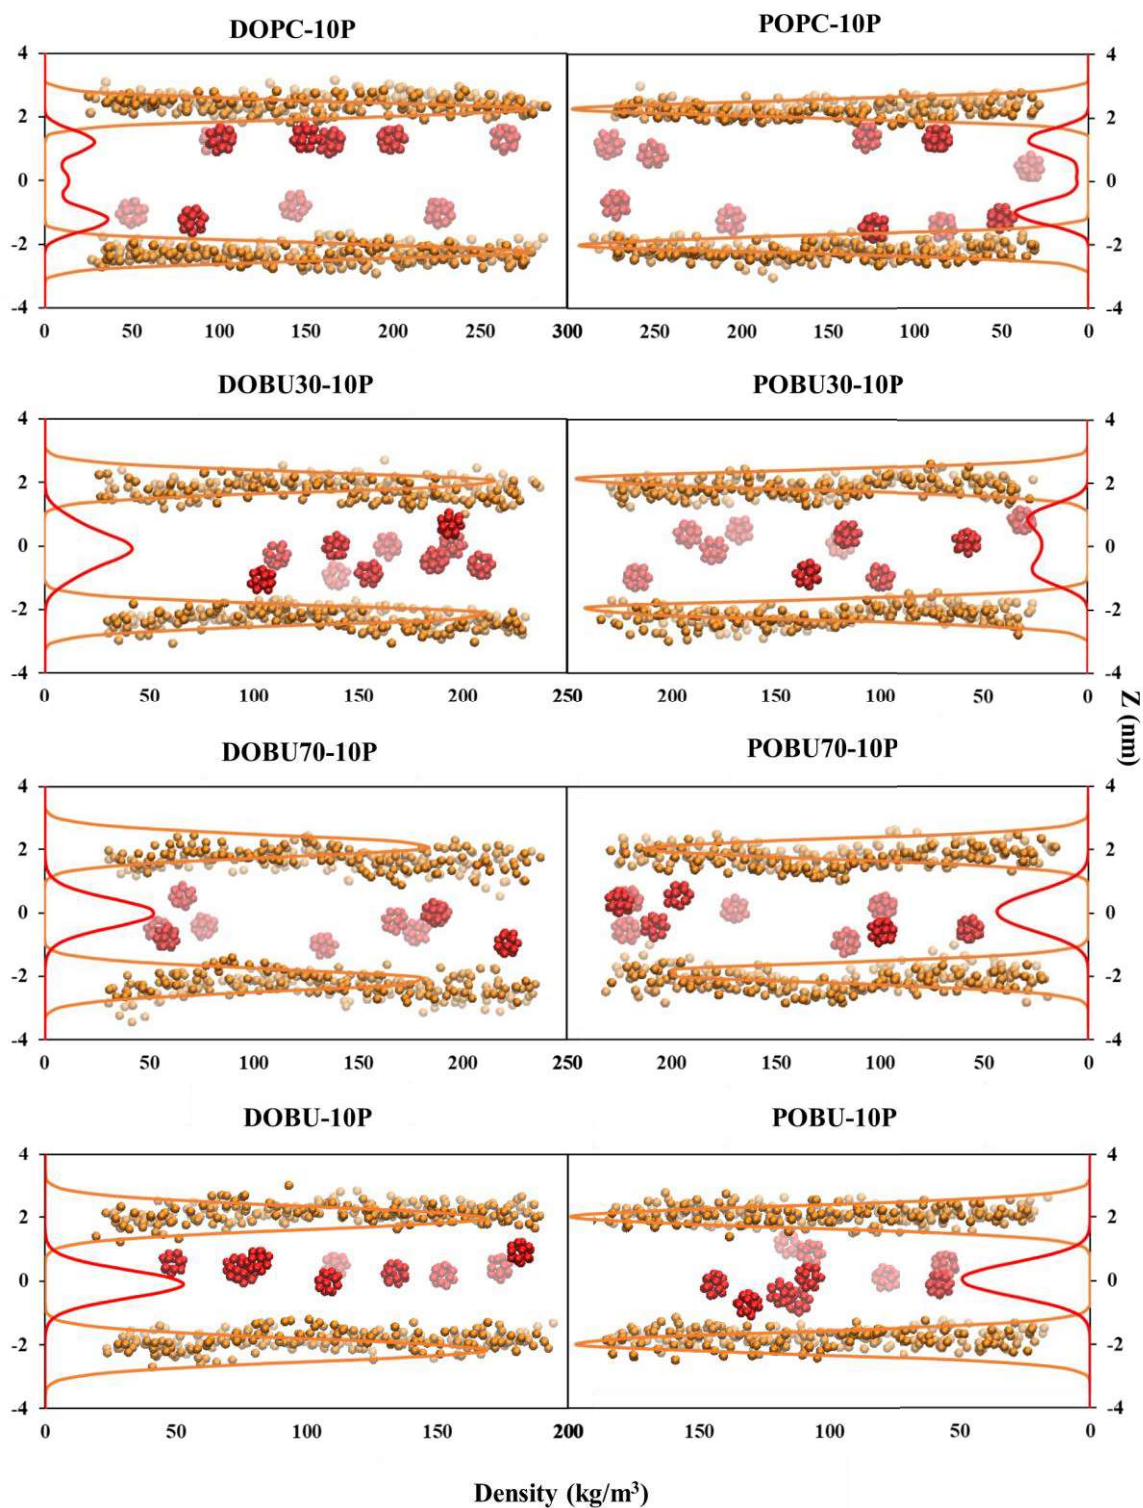 DOPC-10P POPC-10P
4 4
2 2
0 0
-2 -2
-4 -4
0 50 100 150 200 250 300 250 200 150 100 50 0
DOBU30-10P POBU30-10P
4 4
2 2
0 0
-2 -2
-4 -4
0 50 100 150 200 250 200 150 100 50 0
Z (nm)
DOBU70-10P POBU70-10P
4 4
2 2
0 0
-2 -2
-4 -4
0 50 100 150 200 250 200 150 100 50 0
DOBU-10P POBU-10P
4 4
2 2
0 0
-2 -2
-4 -4
0 50 100 150 200 150 100 50 0
Density (kg/m³)